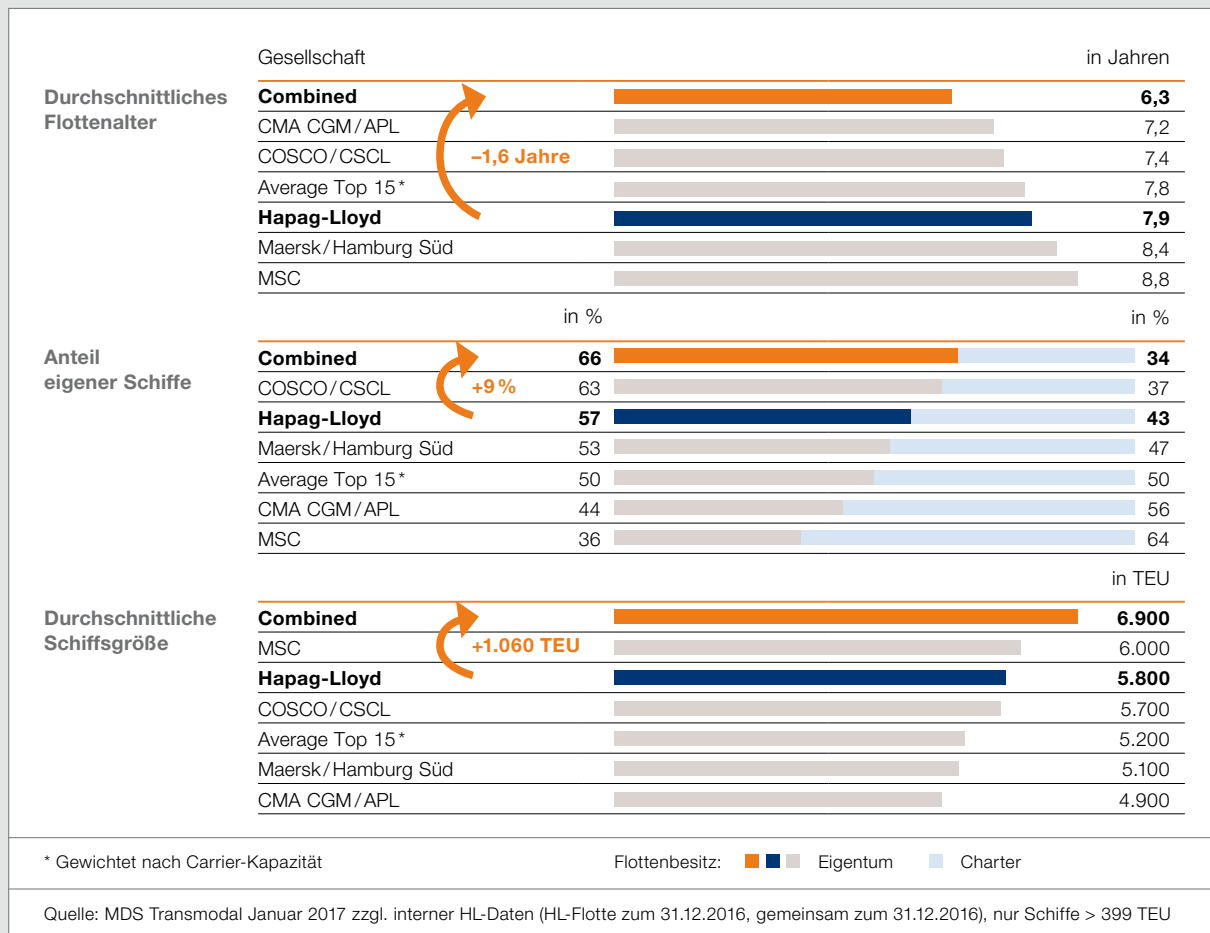 Gesellschaft in Jahren
Durchschnittliches
Flottenalter
Combined 6,3
CMA CGM/APL 7,2
COSCO/CSCL 7,4
Average Top 15* 7,8
Hapag-Lloyd 7,9
Maersk/Hamburg Süd 8,4
MSC 8,8
–1,6 Jahre
in % in %
Anteil
eigener Schiffe
Combined 66 34
COSCO/CSCL 63 37
Hapag-Lloyd 57 43
Maersk/Hamburg Süd 53 47
Average Top 15* 50 50
CMA CGM/APL 44 56
MSC 36 64
+9 %
in TEU
Durchschnittliche
Schiffsgröße
Combined 6.900
MSC 6.000
Hapag-Lloyd 5.800
COSCO/CSCL 5.700
Average Top 15* 5.200
Maersk/Hamburg Süd 5.100
CMA CGM/APL 4.900
+1.060 TEU
* Gewichtet nach Carrier-Kapazität Flottenbesitz: Eigentum Charter
Quelle: MDS Transmodal Januar 2017 zzgl. interner HL-Daten (HL-Flotte zum 31.12.2016, gemeinsam zum 31.12.2016), nur Schiffe > 399 TEU